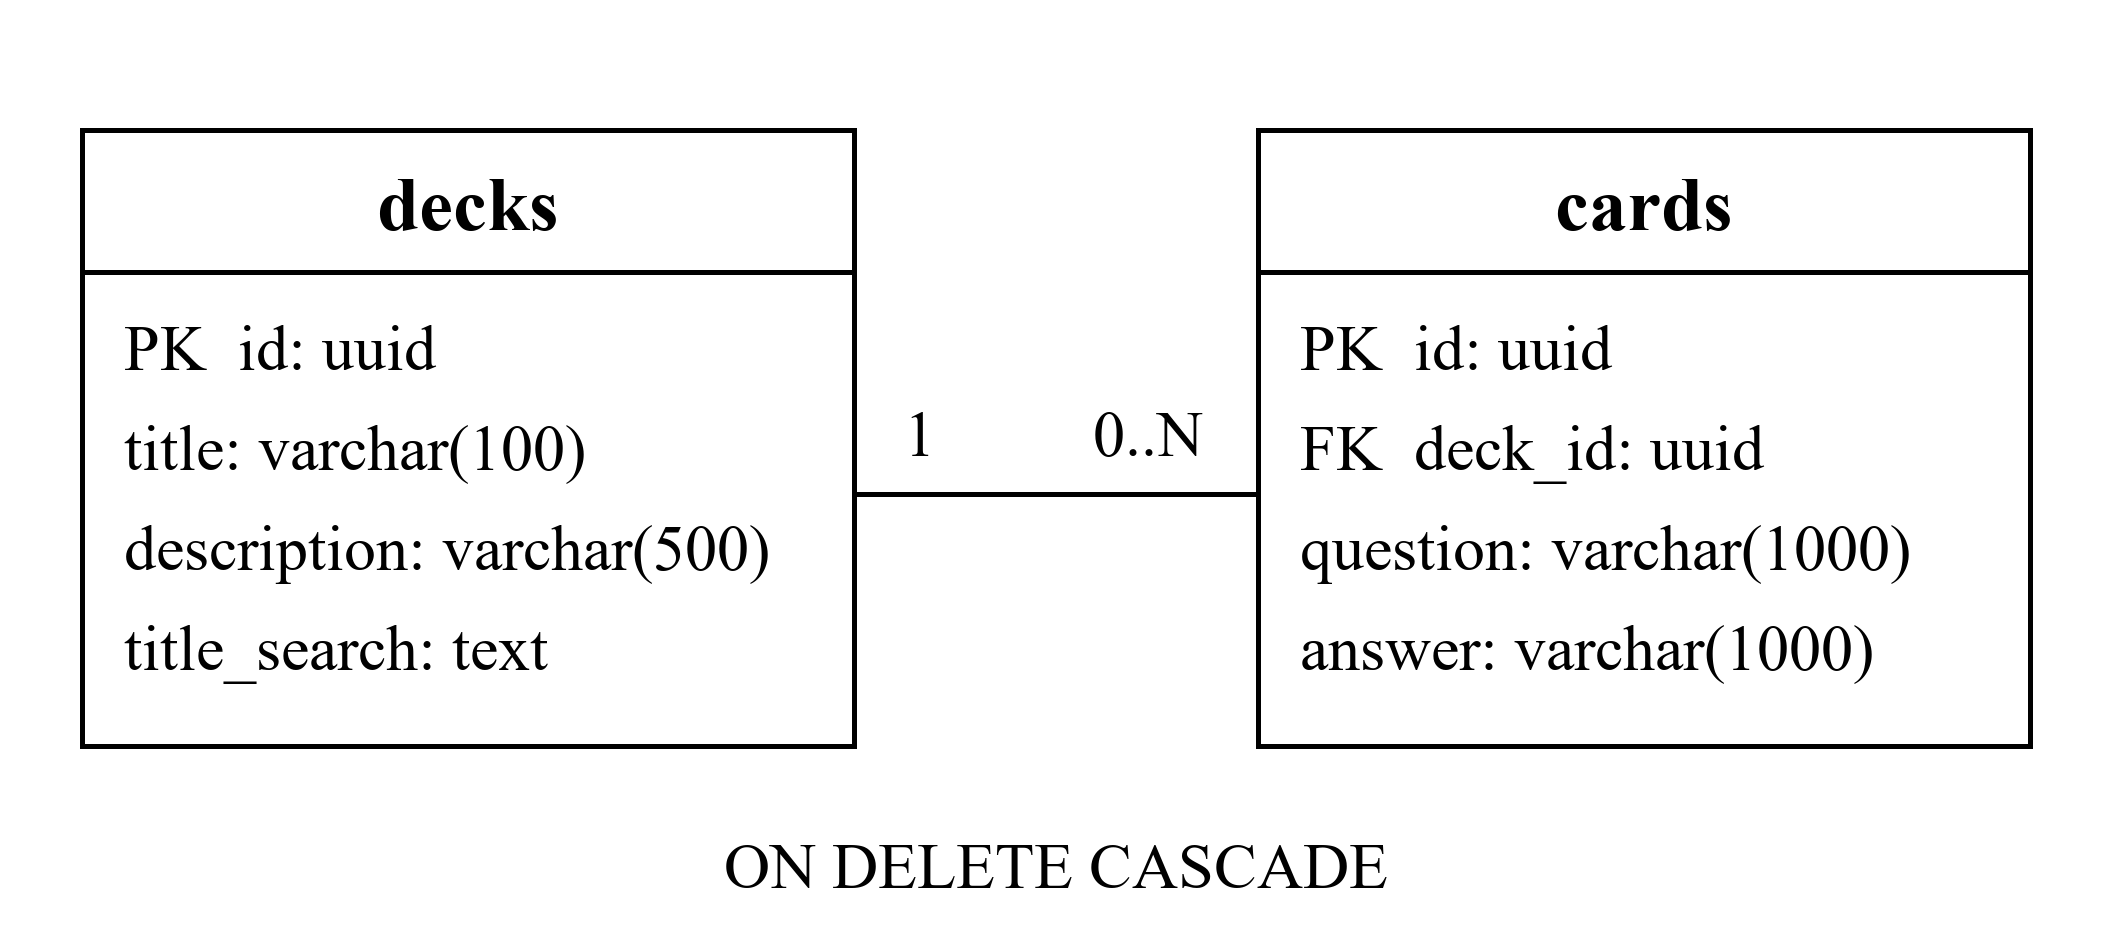 decks
PK id: uuid
title: varchar(100)
description: varchar(500)
title_search: text
1
0..N
cards
PK id: uuid
FK deck_id: uuid
question: varchar(1000)
answer: varchar(1000)
ON DELETE CASCADE